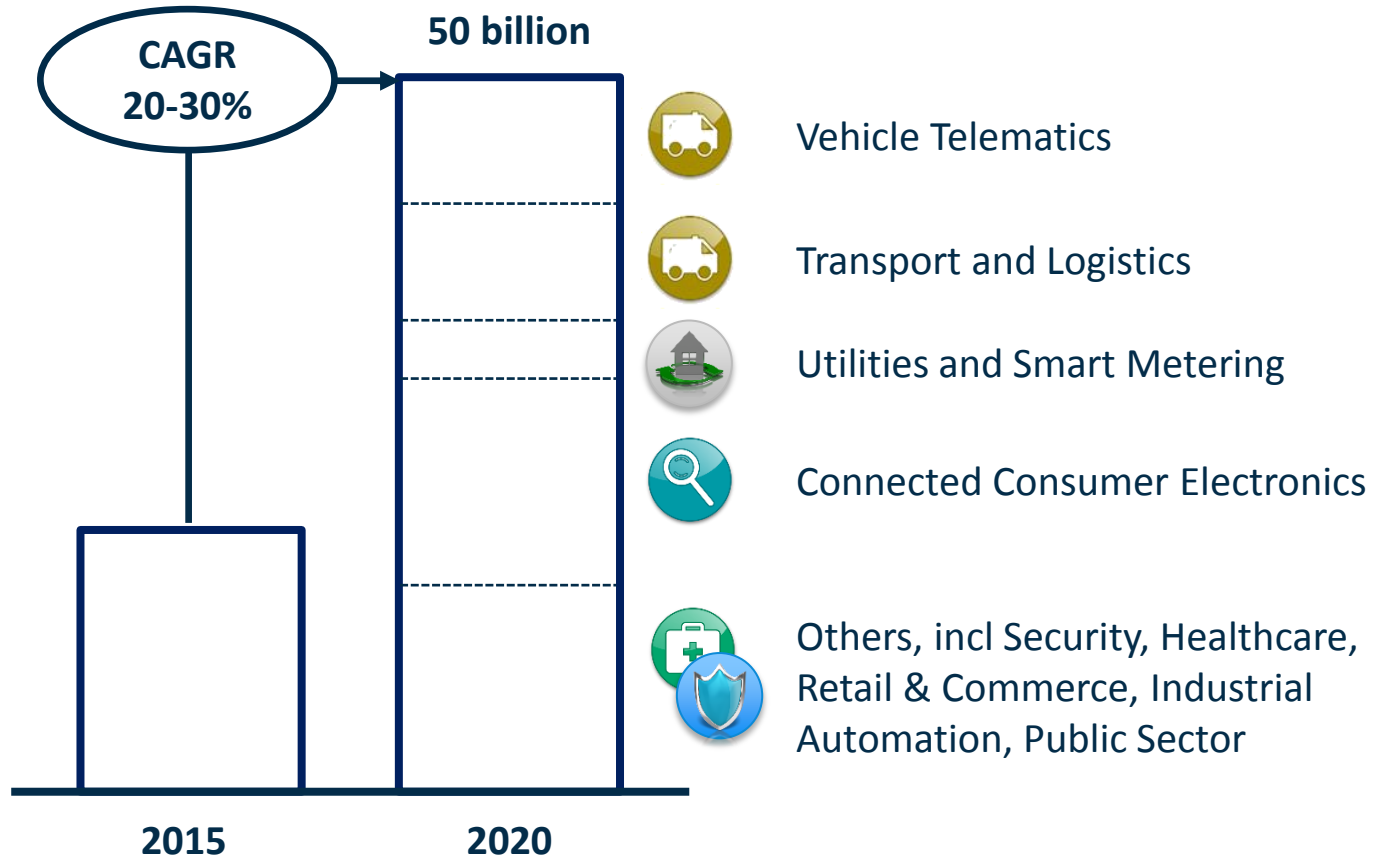 CAGR
20-30%
50 billion
Vehicle Telematics
Transport and Logistics
Utilities and Smart Metering
Connected Consumer Electronics
Others, incl Security, Healthcare,
Retail & Commerce, Industrial
Automation, Public Sector
2015
2020